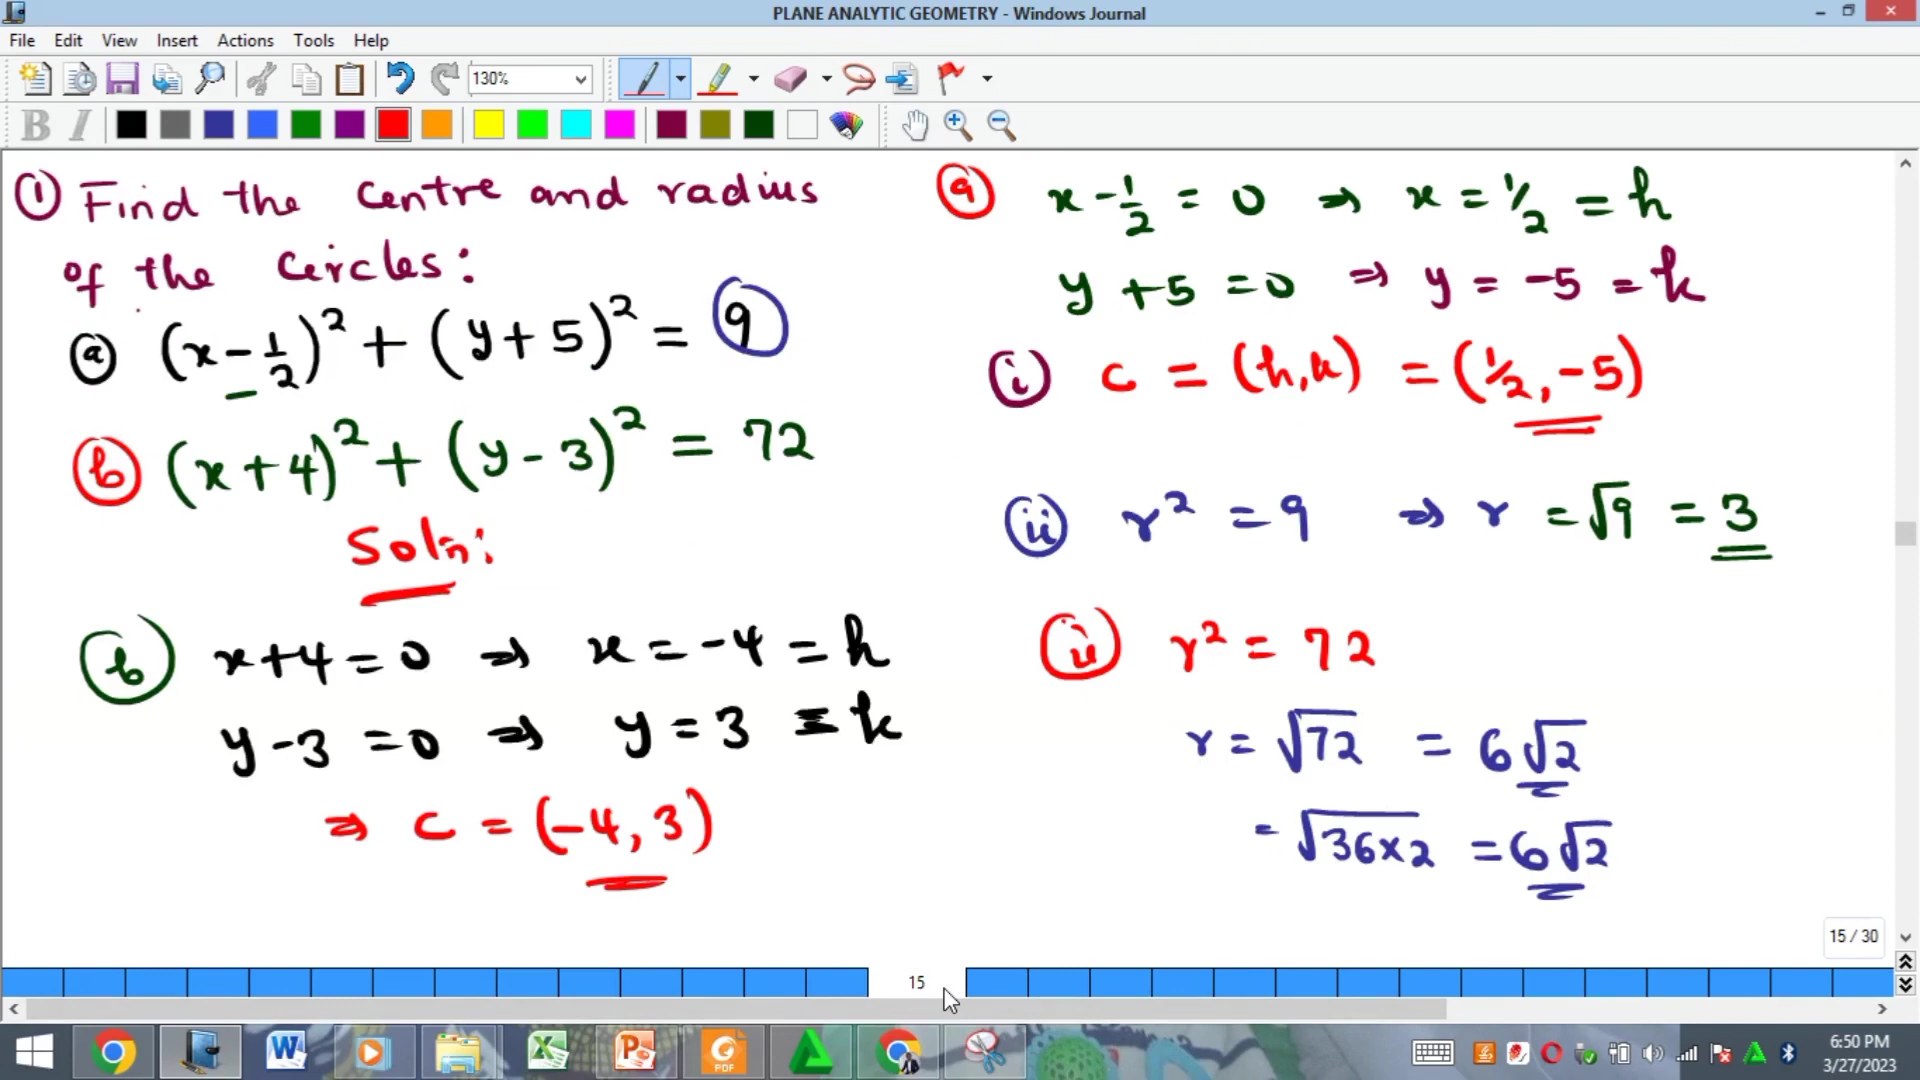 PLANE ANALYTIC GEOMETRY - Windows Journal
File Edit View Insert Actions Tools Help
130%
B I
① Find the centre and radius
of the circles:
ⓐ (x - 1/2)² + (y + 5)² = 9
ⓑ (x + 4)² + (y - 3)² = 72
Soln:
ⓑ x + 4 = 0 ⇒ x = -4 = h
y - 3 = 0 ⇒ y = 3 = k
⇒ c = (-4, 3)
ⓐ x - 1/2 = 0 ⇒ x = 1/2 = h
y + 5 = 0 ⇒ y = -5 = k
ⓘ c = (h, k) = (1/2, -5)
ⓘⓘ r² = 9 ⇒ r = √9 = 3
ⓘⓘ r² = 72
r = √72 = 6√2
= √36×2 = 6√2
15 / 30
15
6:50 PM
3/27/2023